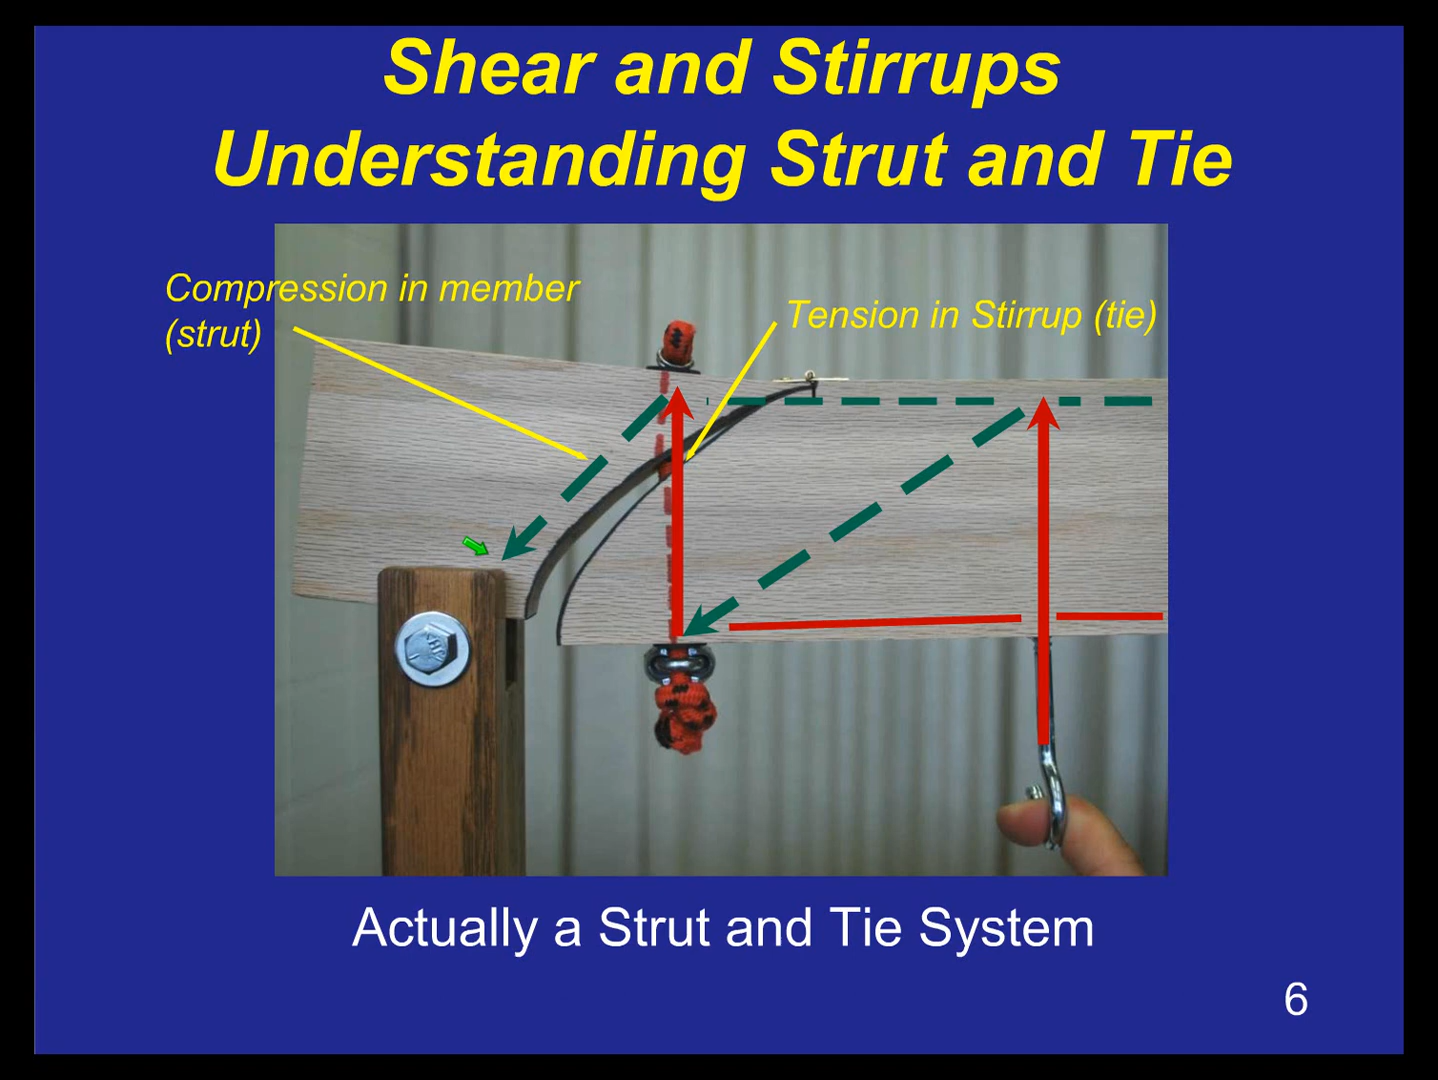 Shear and Stirrups
Understanding Strut and Tie
Compression in member
(strut)
Tension in Stirrup (tie)
Actually a Strut and Tie System
6